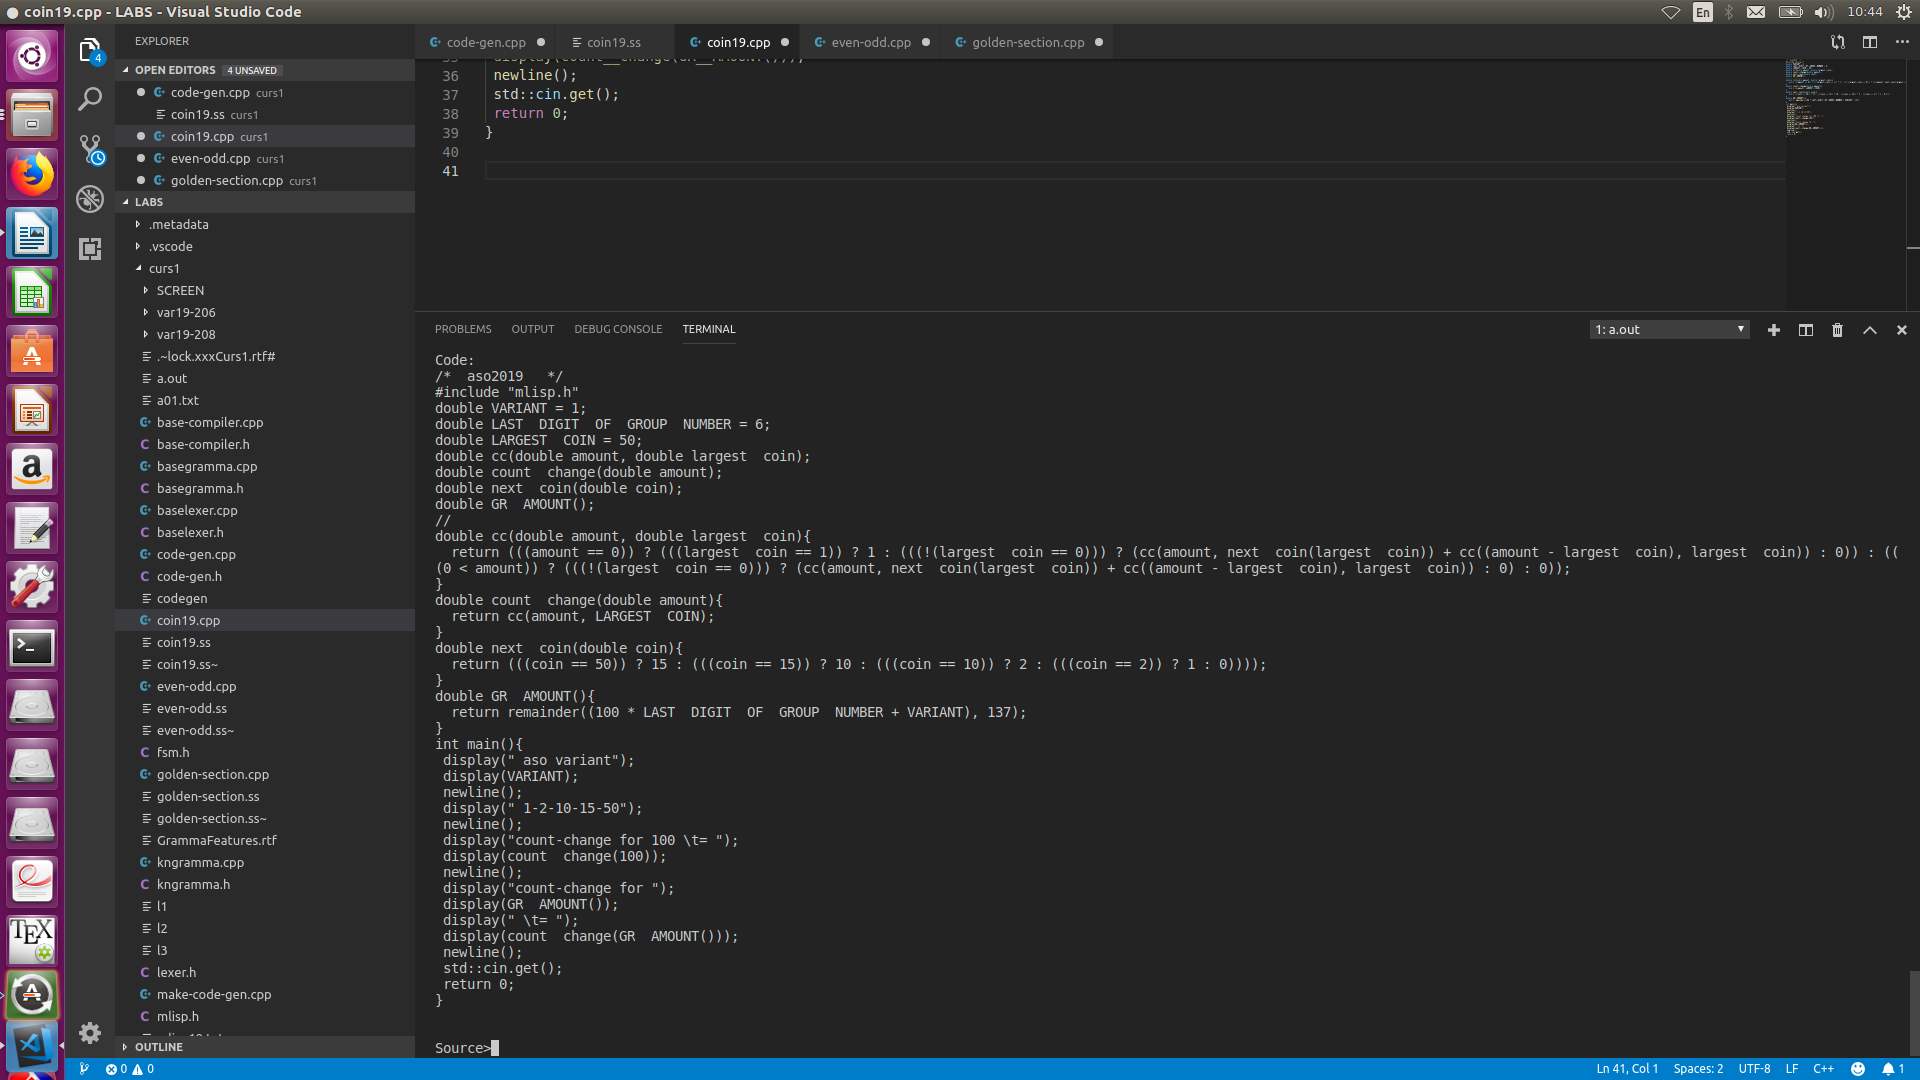 coin19.cpp - LABS - Visual Studio Code
En
10:44
EXPLORER
OPEN EDITORS 4 UNSAVED
code-gen.cpp curs1
coin19.ss curs1
coin19.cpp curs1
even-odd.cpp curs1
golden-section.cpp curs1
LABS
.metadata
.vscode
curs1
SCREEN
var19-206
var19-208
.~lock.xxxCurs1.rtf#
a.out
a01.txt
base-compiler.cpp
base-compiler.h
basegramma.cpp
basegramma.h
baselexer.cpp
baselexer.h
code-gen.cpp
code-gen.h
codegen
coin19.cpp
coin19.ss
coin19.ss~
even-odd.cpp
even-odd.ss
even-odd.ss~
fsm.h
golden-section.cpp
golden-section.ss
golden-section.ss~
GrammaFeatures.rtf
kngramma.cpp
kngramma.h
l1
l2
l3
lexer.h
make-code-gen.cpp
mlisp.h
OUTLINE
code-gen.cpp
coin19.ss
coin19.cpp
even-odd.cpp
golden-section.cpp
35 display(count__change(GR__AMOUNT()));
36 newline();
37 std::cin.get();
38 return 0;
39 }
40
41
PROBLEMS OUTPUT DEBUG CONSOLE TERMINAL
1: a.out
Code:
/*  aso2019   */
#include "mlisp.h"
double VARIANT = 1;
double LAST  DIGIT  OF  GROUP  NUMBER = 6;
double LARGEST  COIN = 50;
double cc(double amount, double largest  coin);
double count  change(double amount);
double next  coin(double coin);
double GR  AMOUNT();
//
double cc(double amount, double largest  coin){
  return (((amount == 0)) ? (((largest  coin == 1)) ? 1 : (((!(largest  coin == 0))) ? (cc(amount, next  coin(largest  coin)) + cc((amount - largest  coin), largest  coin)) : 0)) : ((
(0 < amount)) ? (((!(largest  coin == 0))) ? (cc(amount, next  coin(largest  coin)) + cc((amount - largest  coin), largest  coin)) : 0) : 0));
}
double count  change(double amount){
  return cc(amount, LARGEST  COIN);
}
double next  coin(double coin){
  return (((coin == 50)) ? 15 : (((coin == 15)) ? 10 : (((coin == 10)) ? 2 : (((coin == 2)) ? 1 : 0))));
}
double GR  AMOUNT(){
  return remainder((100 * LAST  DIGIT  OF  GROUP  NUMBER + VARIANT), 137);
}
int main(){
 display(" aso variant");
 display(VARIANT);
 newline();
 display(" 1-2-10-15-50");
 newline();
 display("count-change for 100 \t= ");
 display(count  change(100));
 newline();
 display("count-change for ");
 display(GR  AMOUNT());
 display(" \t= ");
 display(count  change(GR  AMOUNT()));
 newline();
 std::cin.get();
 return 0;
}
Source>
0 0
Ln 41, Col 1 Spaces: 2 UTF-8 LF C++ 1